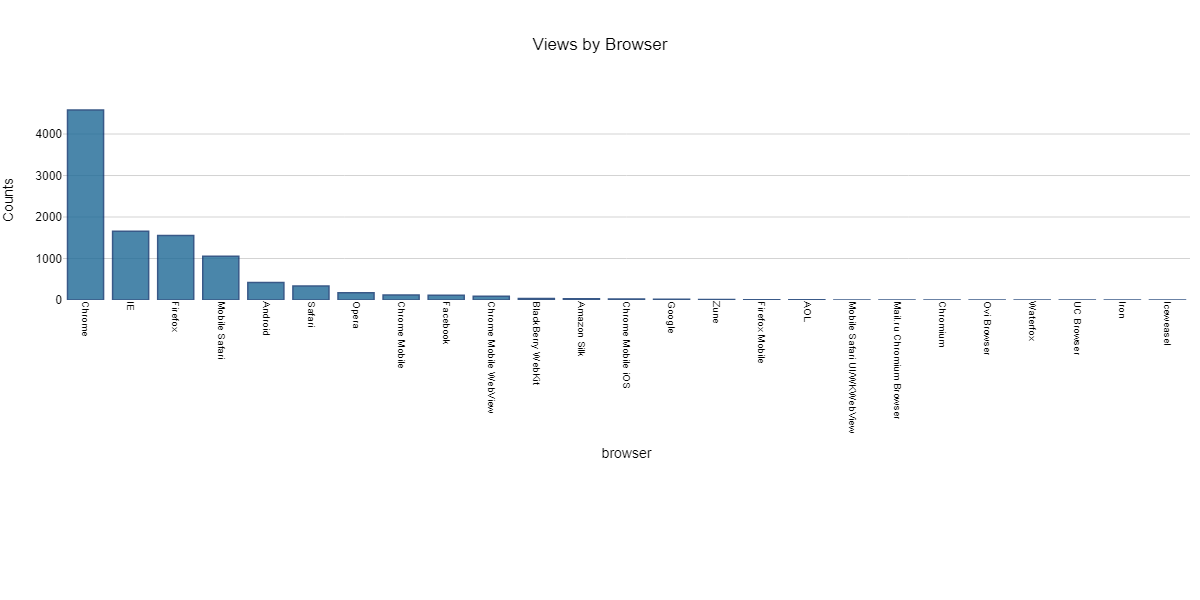 Views by Browser
Counts
4000
3000
2000
1000
0
Chrome
IE
Firefox
Mobile Safari
Android
Safari
Opera
Chrome Mobile
Facebook
Chrome Mobile WebView
BlackBerry WebKit
Amazon Silk
Chrome Mobile iOS
Google
Zune
Firefox Mobile
AOL
Mobile Safari UI/WKWebView
Mail.ru Chromium Browser
Chromium
Ovi Browser
Waterfox
UC Browser
Iron
Iceweasel
browser